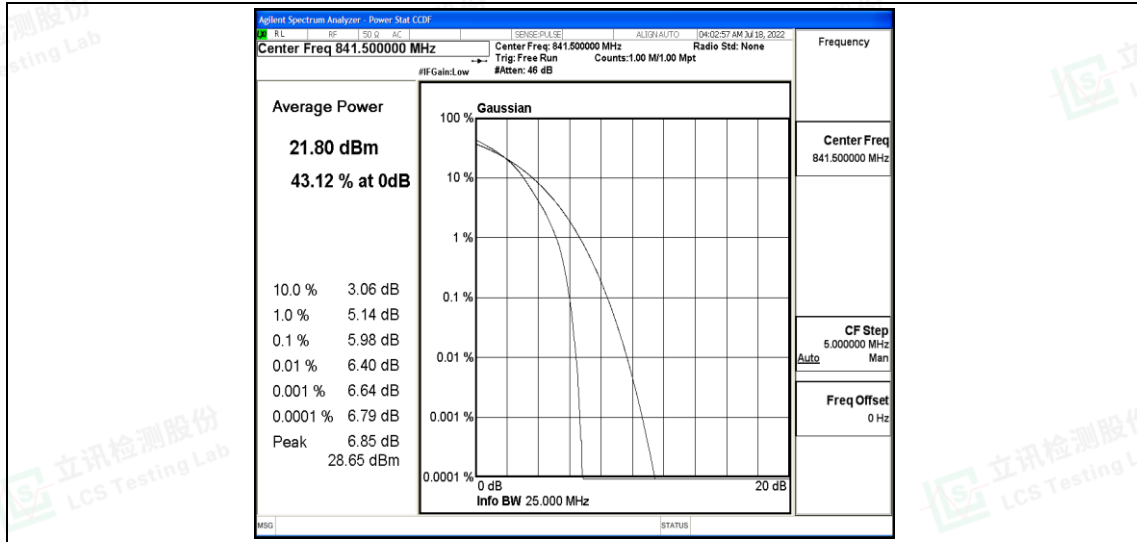 Agilent Spectrum Analyzer - Power Stat CCDF
LXI RL RF 50 Ω AC SENSE:PULSE ALIGN AUTO 04:02:57 AM Jul 18, 2022
Center Freq 841.500000 MHz
Center Freq: 841.500000 MHz Radio Std: None
Trig: Free Run Counts:1.00 M/1.00 Mpt
#IFGain:Low #Atten: 46 dB
Frequency
Average Power
21.80 dBm
43.12 % at 0dB
10.0 % 3.06 dB
1.0 % 5.14 dB
0.1 % 5.98 dB
0.01 % 6.40 dB
0.001 % 6.64 dB
0.0001 % 6.79 dB
Peak 6.85 dB
28.65 dBm
Gaussian
100 %
10 %
1 %
0.1 %
0.01 %
0.001 %
0.0001 %
0 dB 20 dB
Info BW 25.000 MHz
Center Freq
841.500000 MHz
CF Step
5.000000 MHz
Auto Man
Freq Offset
0 Hz
MSG STATUS
立讯检测股份
LCS Testing Lab
立讯检测股份
LCS Testing L